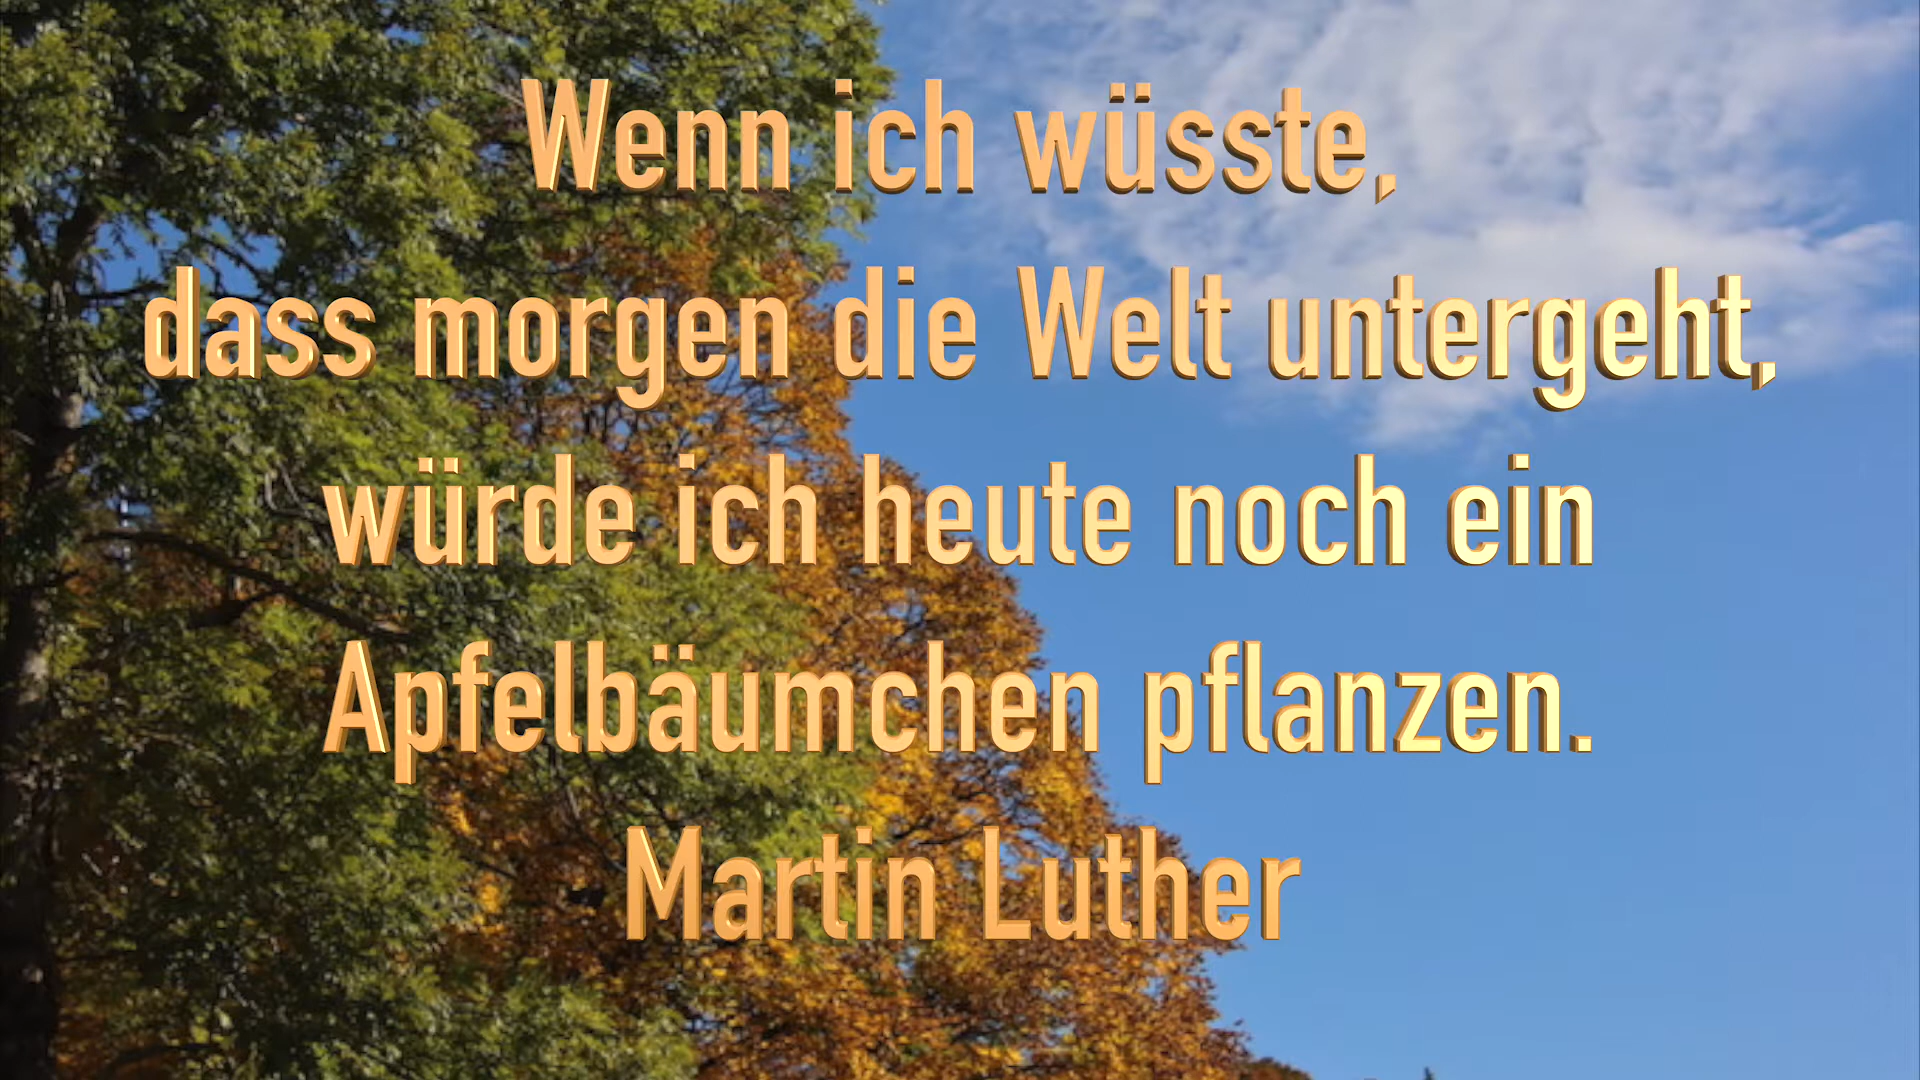 Wenn ich wüsste,
dass morgen die Welt untergeht,
würde ich heute noch ein
Apfelbäumchen pflanzen.
Martin Luther